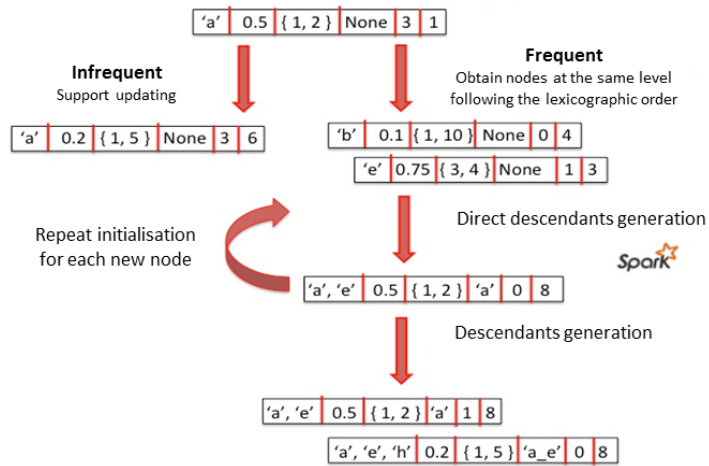 ‘a’ 0.5 { 1, 2 } None 3 1
Infrequent
Support updating
Frequent
Obtain nodes at the same level
following the lexicographic order
‘a’ 0.2 { 1, 5 } None 3 6
‘b’ 0.1 { 1, 10 } None 0 4
‘e’ 0.75 { 3, 4 } None 1 3
Repeat initialisation
for each new node
Direct descendants generation
Spark
‘a’, ‘e’ 0.5 { 1, 2 } ‘a’ 0 8
Descendants generation
‘a’, ‘e’ 0.5 { 1, 2 } ‘a’ 1 8
‘a’, ‘e’, ‘h’ 0.2 { 1, 5 } ‘a_e’ 0 8